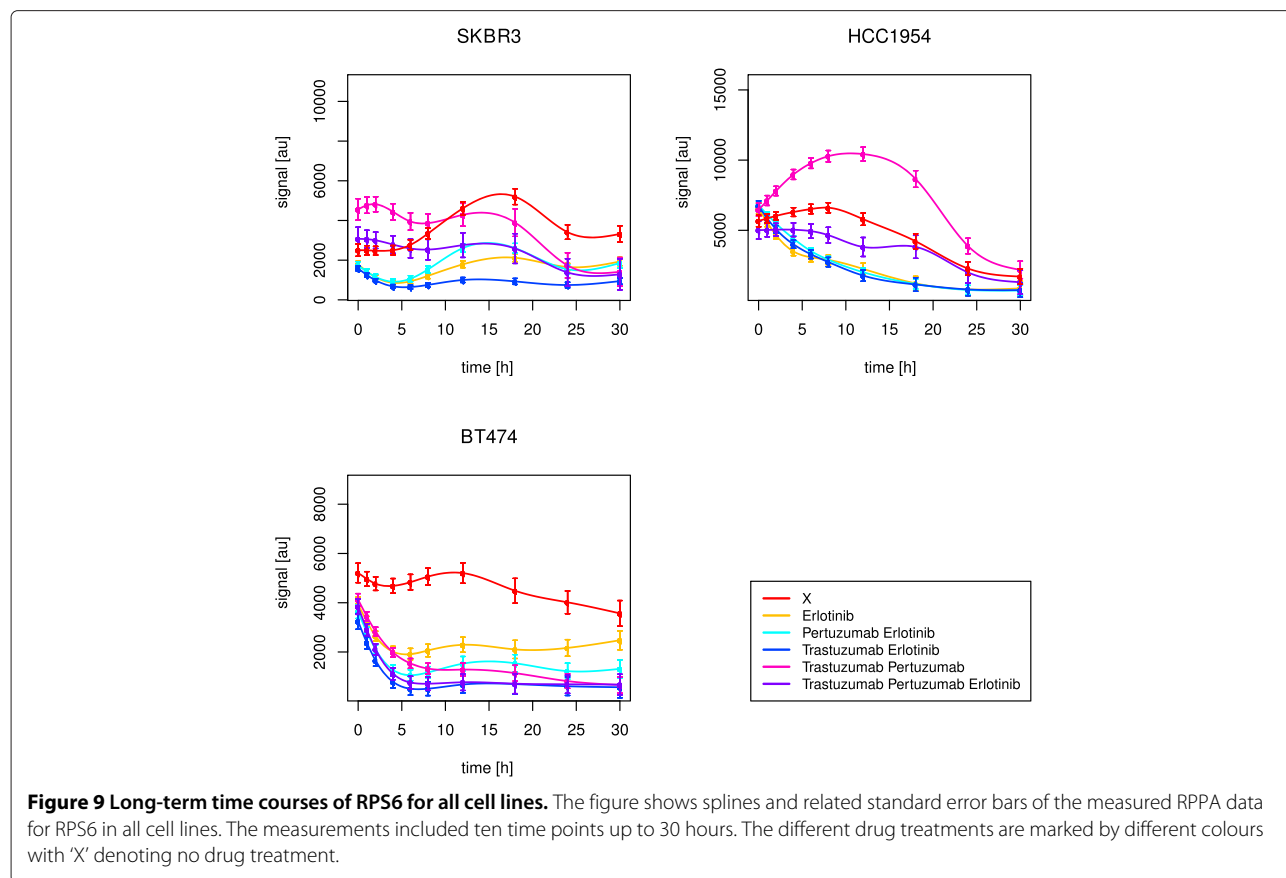 SKBR3
signal [au]
0 2000 6000 10000
0 5 10 15 20 25 30
time [h]
HCC1954
signal [au]
5000 10000 15000
0 5 10 15 20 25 30
time [h]
BT474
signal [au]
2000 4000 6000 8000
0 5 10 15 20 25 30
time [h]
X
Erlotinib
Pertuzumab Erlotinib
Trastuzumab Erlotinib
Trastuzumab Pertuzumab
Trastuzumab Pertuzumab Erlotinib
Figure 9 Long-term time courses of RPS6 for all cell lines. The figure shows splines and related standard error bars of the measured RPPA data
for RPS6 in all cell lines. The measurements included ten time points up to 30 hours. The different drug treatments are marked by different colours
with ‘X’ denoting no drug treatment.